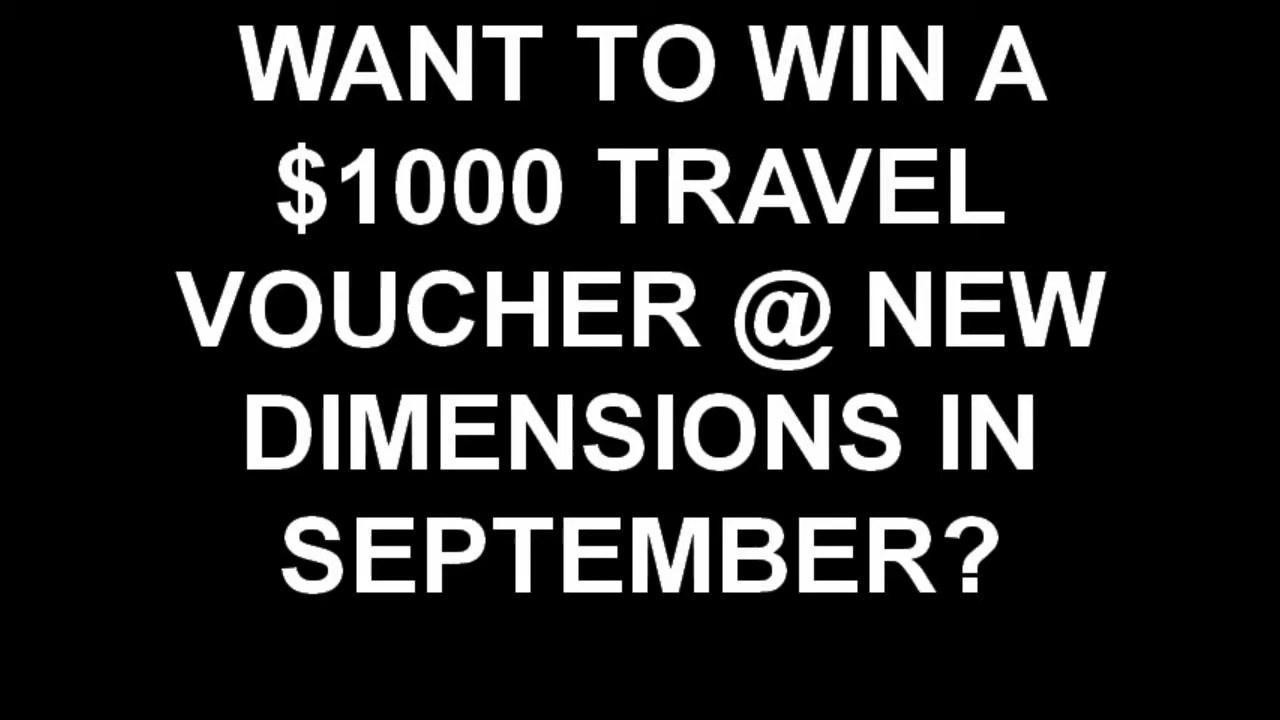 WANT TO WIN A
$1000 TRAVEL
VOUCHER @ NEW
DIMENSIONS IN
SEPTEMBER?